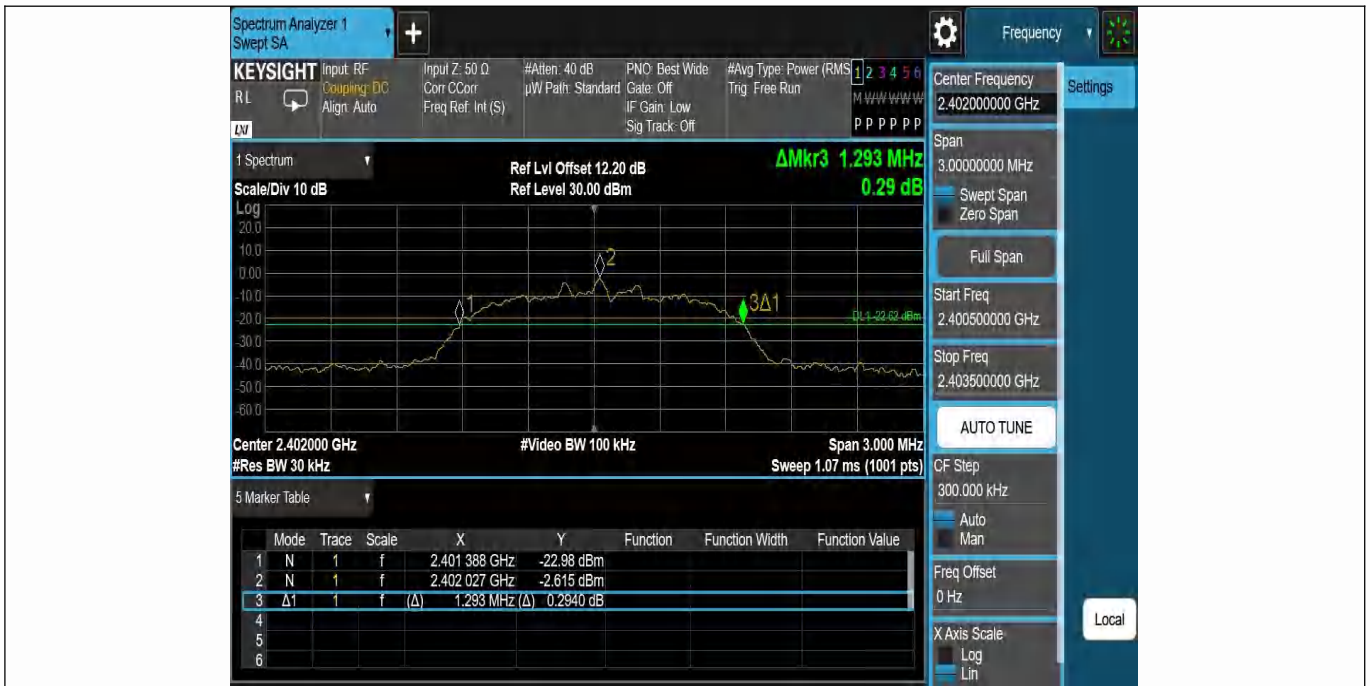 Spectrum Analyzer 1
Swept SA
+
Frequency
KEYSIGHT
RL
LXI
Input: RF
Coupling: DC
Align: Auto
Input Z: 50 Ω
Corr CCorr
Freq Ref: Int (S)
#Atten: 40 dB
µW Path: Standard
PNO: Best Wide
Gate: Off
IF Gain: Low
Sig Track: Off
#Avg Type: Power (RMS
Trig: Free Run
1 2 3 4 5 6
M W W W W W
P P P P P P
Center Frequency
2.402000000 GHz
Settings
Span
3.00000000 MHz
Swept Span
Zero Span
Full Span
Start Freq
2.400500000 GHz
Stop Freq
2.403500000 GHz
AUTO TUNE
CF Step
300.000 kHz
Auto
Man
Freq Offset
0 Hz
X Axis Scale
Log
Lin
Local
1 Spectrum
Scale/Div 10 dB
Ref Lvl Offset 12.20 dB
Ref Level 30.00 dBm
ΔMkr3 1.293 MHz
0.29 dB
Log
20.0
10.0
0.00
-10.0
-20.0
-30.0
-40.0
-50.0
-60.0
1
2
3Δ1
DL1 -22.62 dBm
Center 2.402000 GHz
#Video BW 100 kHz
Span 3.000 MHz
#Res BW 30 kHz
Sweep 1.07 ms (1001 pts)
5 Marker Table
Mode Trace Scale X Y Function Function Width Function Value
1 N 1 f 2.401 388 GHz -22.98 dBm
2 N 1 f 2.402 027 GHz -2.615 dBm
3 Δ1 1 f (Δ) 1.293 MHz (Δ) 0.2940 dB
4
5
6